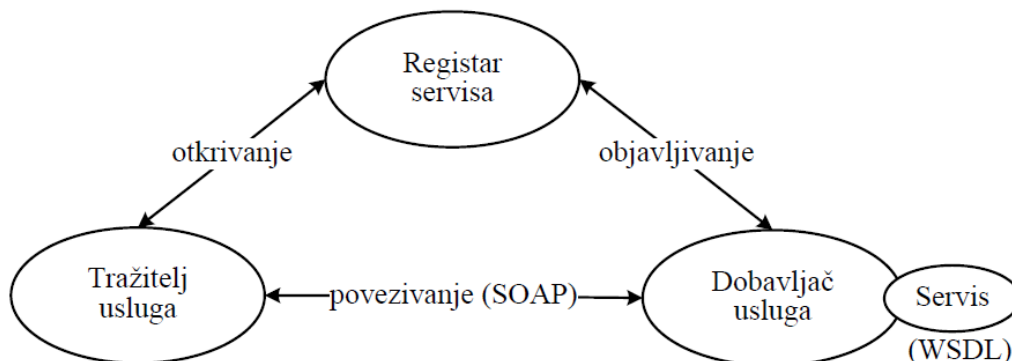 Registar
servisa
otkrivanje
objavljivanje
Tražitelj
usluga
povezivanje (SOAP)
Dobavljač
usluga
Servis
(WSDL)